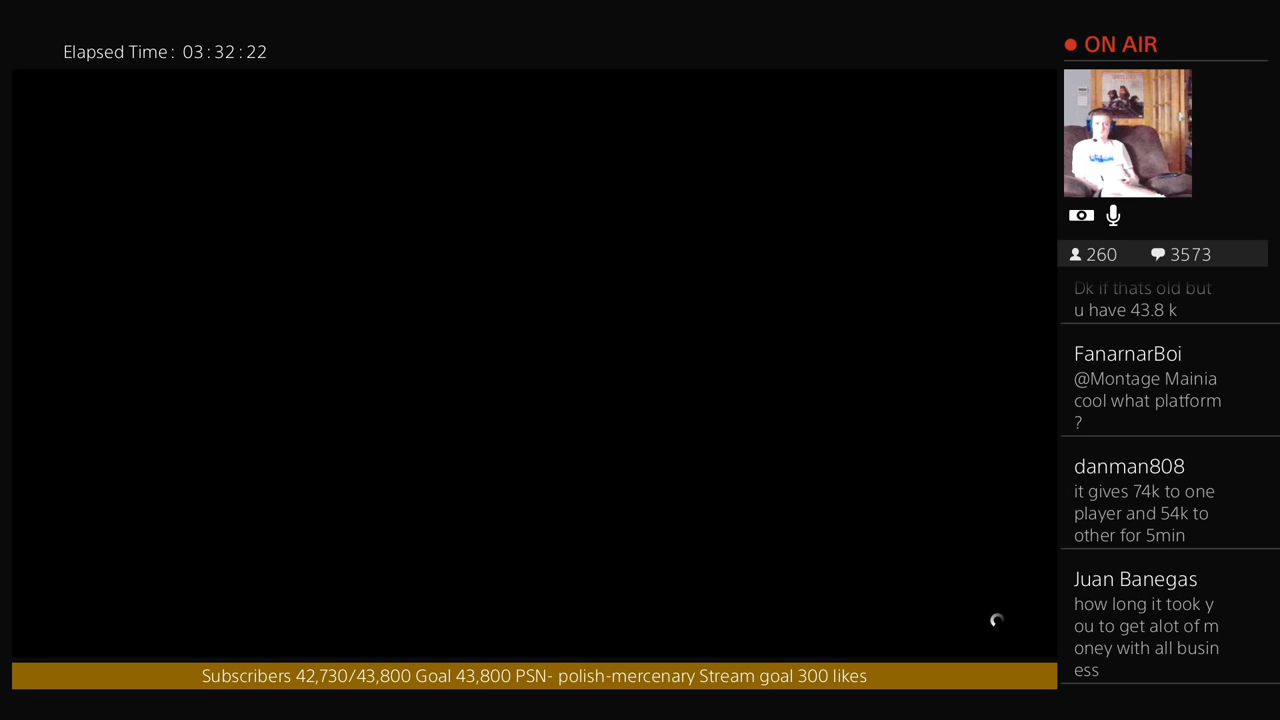 Elapsed Time: 03:32:22
ON AIR
260 3573
Dk if thats old but
u have 43.8 k
FanarnarBoi
@Montage Mainia
cool what platform
?
danman808
it gives 74k to one
player and 54k to
other for 5min
Juan Banegas
how long it took y
ou to get alot of m
oney with all busin
ess
Subscribers 42,730/43,800 Goal 43,800 PSN- polish-mercenary Stream goal 300 likes